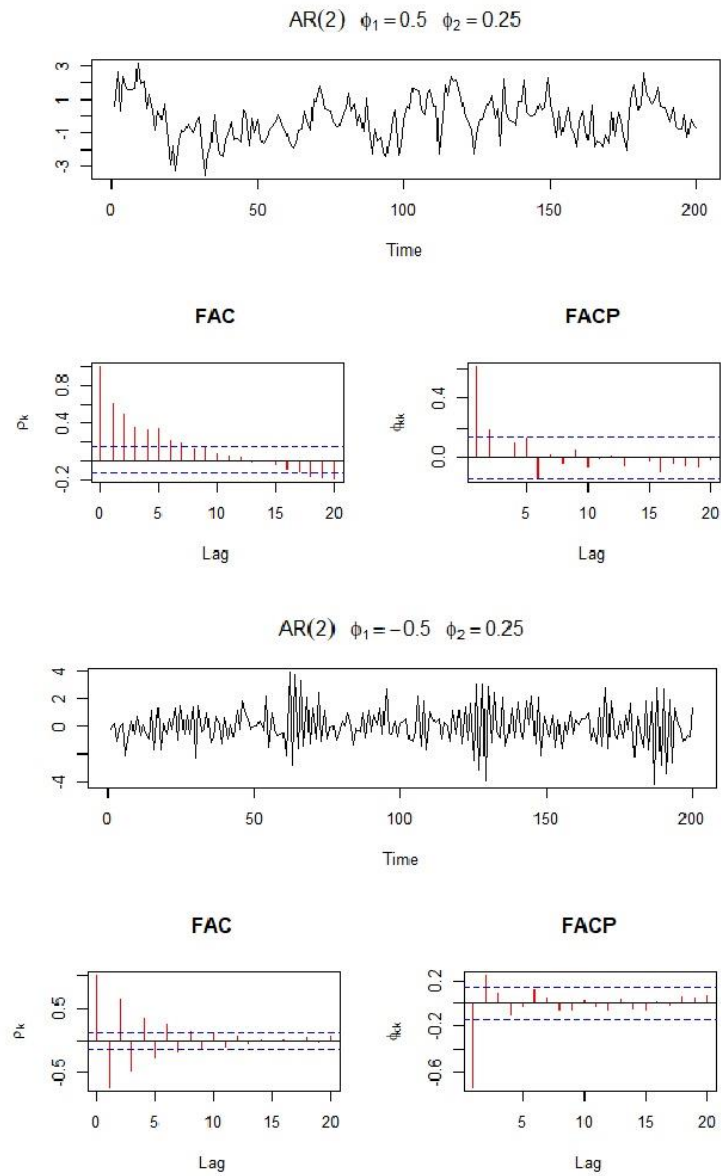 AR(2) ϕ₁ = 0.5 ϕ₂ = 0.25
3
1
-1
-3
0 50 100 150 200
Time
FAC
FACP
ρk
0.8
0.4
-0.2
0 5 10 15 20
Lag
ϕkk
0.4
0.0
5 10 15 20
Lag
AR(2) ϕ₁ = −0.5 ϕ₂ = 0.25
4
2
0
-4
0 50 100 150 200
Time
FAC
FACP
ρk
0.5
-0.5
0 5 10 15 20
Lag
ϕkk
0.2
-0.2
-0.6
5 10 15 20
Lag